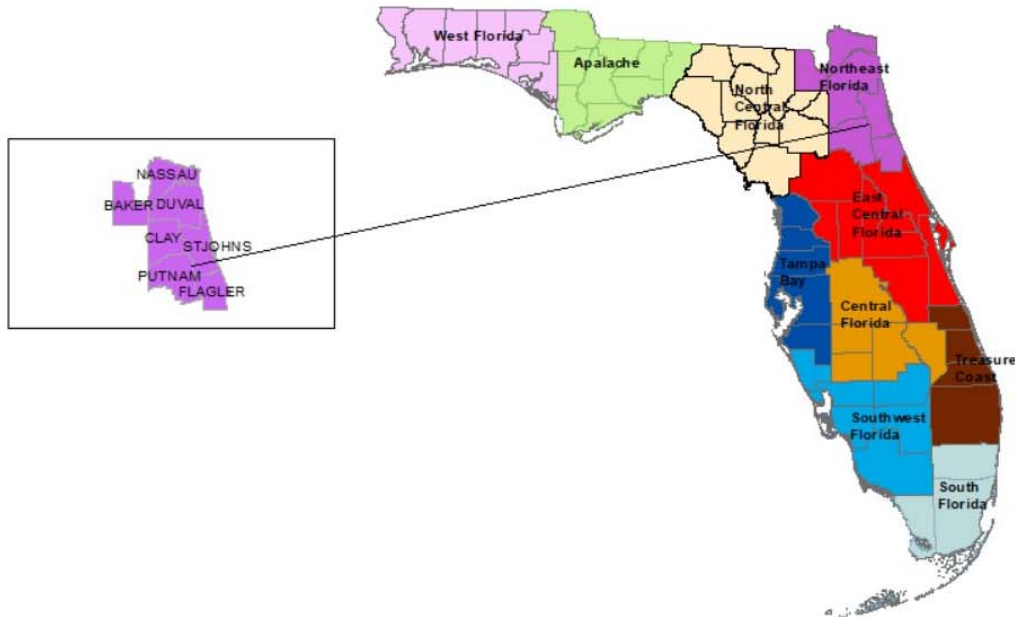 West Florida
Apalache
North
Central
Florida
Northeast
Florida
NASSAU
BAKER
DUVAL
CLAY
STJOHNS
PUTNAM
FLAGLER
East
Central
Florida
Tampa
Bay
Central
Florida
Treasure
Coast
Southwest
Florida
South
Florida